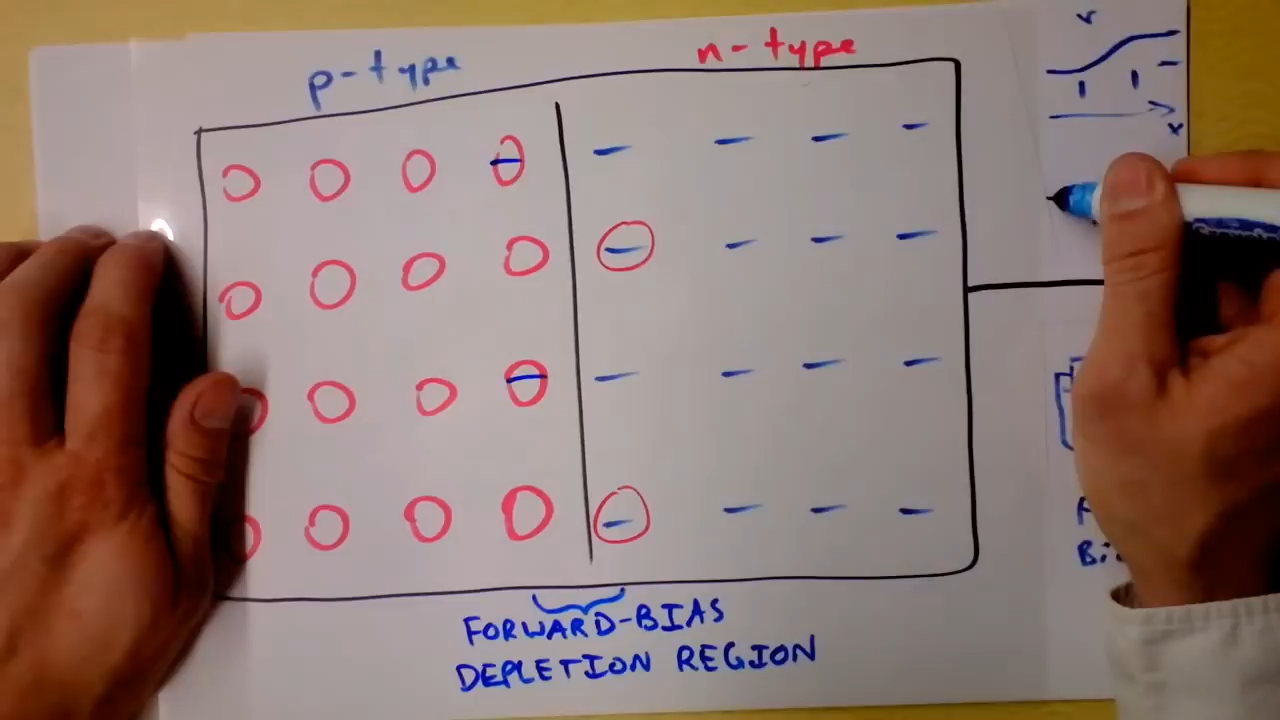 p-type
n-type
V
x
FORWARD-BIAS
DEPLETION REGION